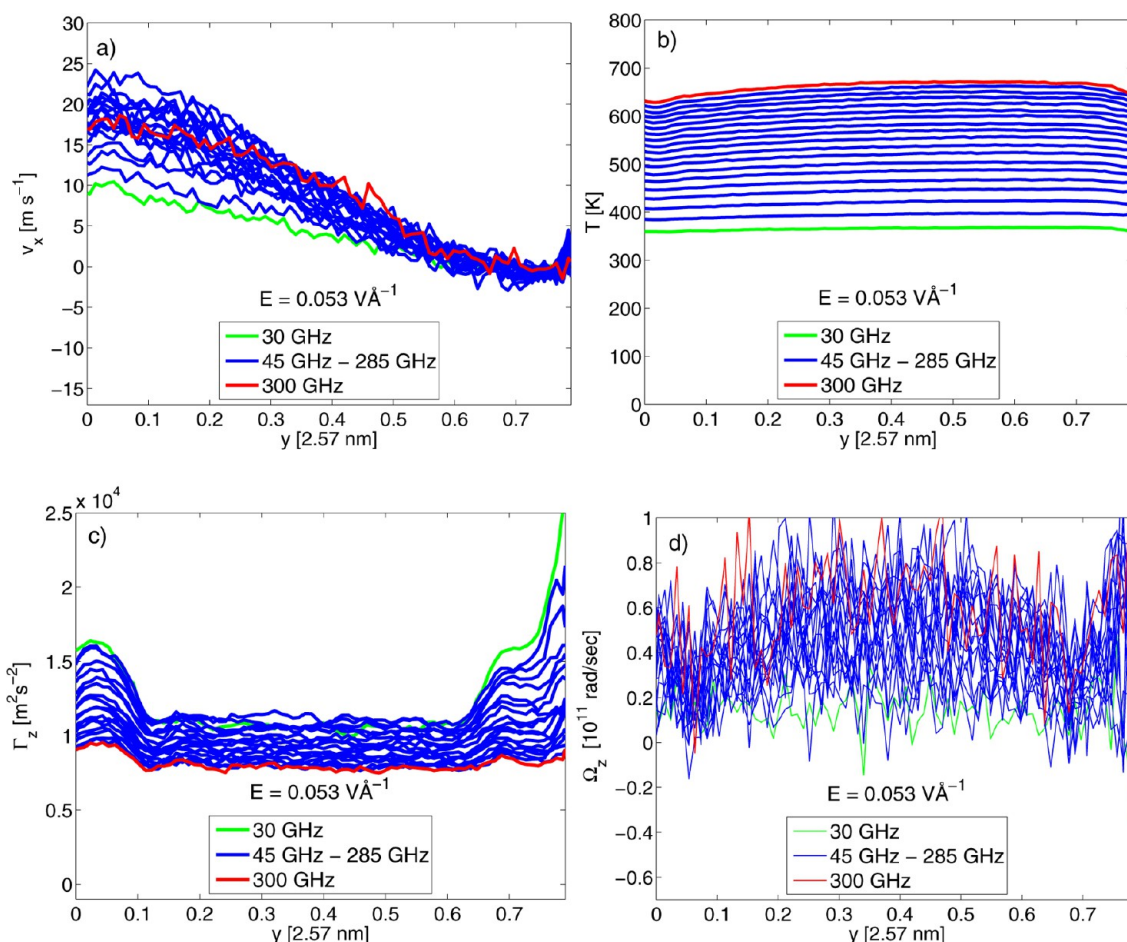 a)
30
25
20
15
10
5
0
−5
−10
−15
v_x [m s⁻¹]
E = 0.053 VÅ⁻¹
30 GHz
45 GHz − 285 GHz
300 GHz
0 0.1 0.2 0.3 0.4 0.5 0.6 0.7
y [2.57 nm]
b)
800
700
600
500
400
300
200
100
0
T [K]
E = 0.053 VÅ⁻¹
30 GHz
45 GHz − 285 GHz
300 GHz
0 0.1 0.2 0.3 0.4 0.5 0.6 0.7
y [2.57 nm]
x 10⁴
c)
2.5
2
1.5
1
0.5
0
Γ_z [m²s⁻²]
E = 0.053 VÅ⁻¹
30 GHz
45 GHz − 285 GHz
300 GHz
0 0.1 0.2 0.3 0.4 0.5 0.6 0.7
y [2.57 nm]
d)
1
0.8
0.6
0.4
0.2
0
−0.2
−0.4
−0.6
Ω_z [10¹¹ rad/sec]
E = 0.053 VÅ⁻¹
30 GHz
45 GHz − 285 GHz
300 GHz
0 0.1 0.2 0.3 0.4 0.5 0.6 0.7
y [2.57 nm]